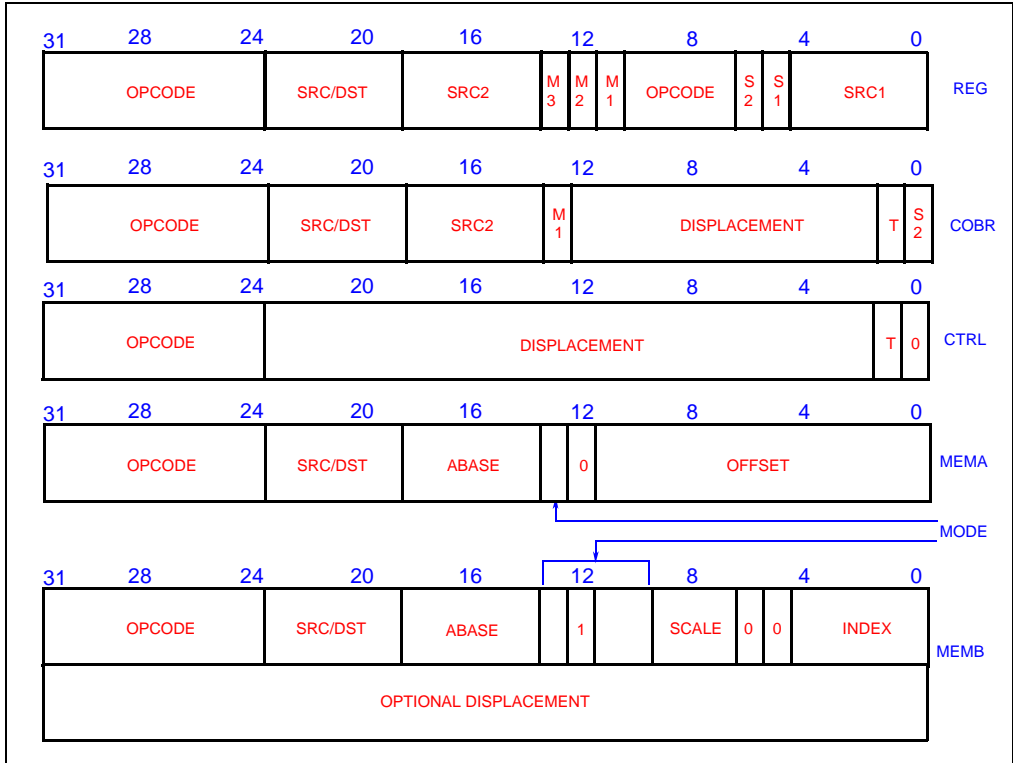 31 28 24 20 16 12 8 4 0
OPCODE SRC/DST SRC2 M3 M2 M1 OPCODE S2 S1 SRC1 REG
31 28 24 20 16 12 8 4 0
OPCODE SRC/DST SRC2 M1 DISPLACEMENT T S2 COBR
31 28 24 20 16 12 8 4 0
OPCODE DISPLACEMENT T 0 CTRL
31 28 24 20 16 12 8 4 0
OPCODE SRC/DST ABASE 0 OFFSET MEMA
MODE
31 28 24 20 16 12 8 4 0
OPCODE SRC/DST ABASE 1 SCALE 0 0 INDEX
MEMB
OPTIONAL DISPLACEMENT